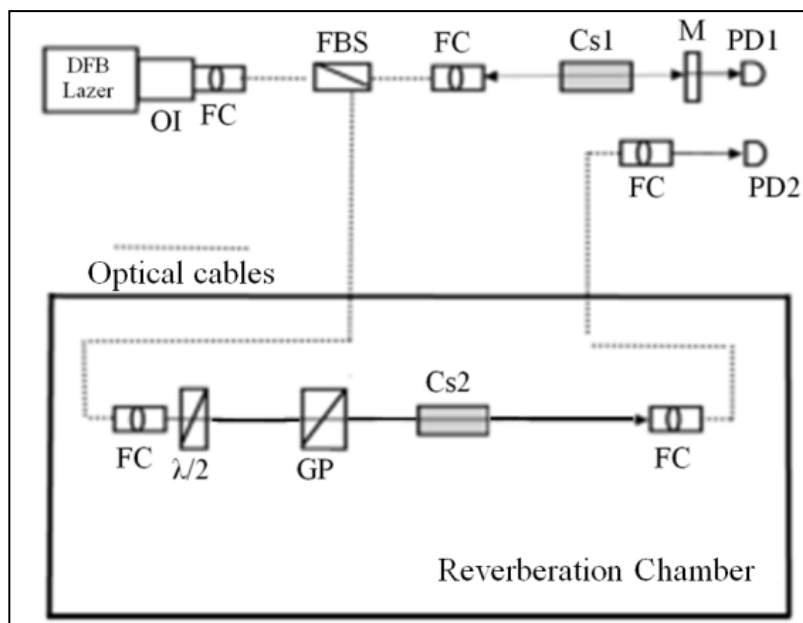 FBS
FC
Cs1
M
PD1
DFB
Lazer
OI
FC
FC
PD2
Optical cables
Cs2
FC
λ/2
GP
FC
Reverberation Chamber